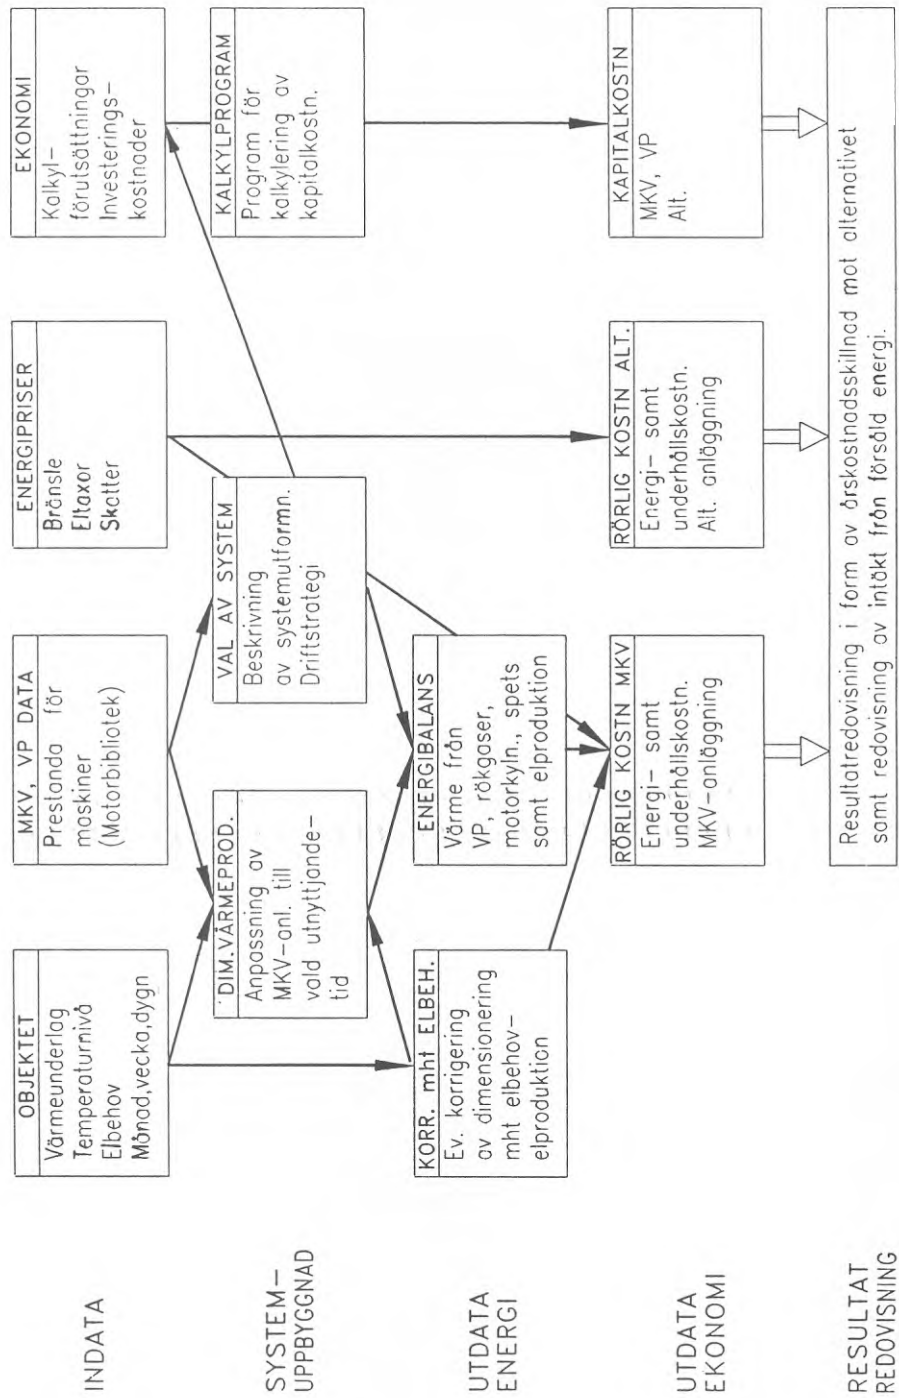 INDATA
OBJEKTET
Värmeunderlag
Temperaturnivå
Elbehov
Månad,vecka,dygn
MKV, VP DATA
Prestanda för
maskiner
(Motorbibliotek)
ENERGIPRISER
Bränsle
Eltaxor
Skatter
EKONOMI
Kalkyl-
förutsättningar
Investerings-
kostnader
SYSTEM-
UPPBYGGNAD
DIM.VÄRMEPROD.
Anpassning av
MKV-anl. till
vald utnyttjande-
tid
VAL AV SYSTEM
Beskrivning
av systemutformn.
Driftstrategi
KALKYLPROGRAM
Program för
kalkylering av
kapitalkostn.
UTDATA
ENERGI
KORR. mht ELBEH.
Ev. korrigering
av dimensionering
mht elbehov-
elproduktion
ENERGIBALANS
Värme från
VP, rökgaser,
motorkyln., spets
samt elproduktion
UTDATA
EKONOMI
RÖRLIG KOSTN MKV
Energi- samt
underhållskostn.
MKV-anläggning
RÖRLIG KOSTN ALT.
Energi- samt
underhållskostn.
Alt. anläggning
KAPITALKOSTN
MKV, VP
Alt.
RESULTAT
REDOVISNING
Resultatredovisning i form av årskostnadsskillnad mot alternativet
samt redovisning av intäkt från försåld energi.